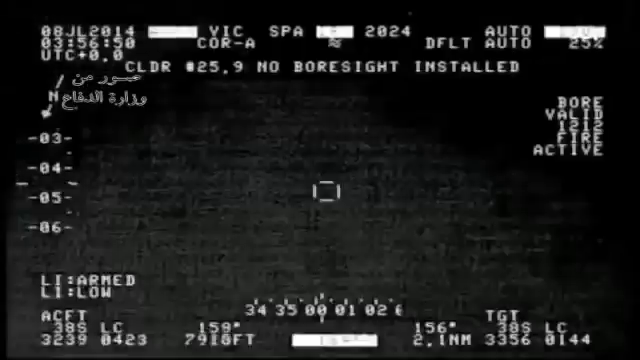 08JL2014 VIC SPA 2024 AUTO
03:56:50 COR-A DFLT AUTO 25%
UTC+0.0
CLDR #25.9 NO BORESIGHT INSTALLED
صور من
وزارة الدفاع
N
BORE
VALID
1212
FIRE
ACTIVE
-03-
-04-
-05-
-06-
LI:ARMED
LI:LOW
34 35 00 01 02
ACFT TGT
38S LC 159° 156° 38S LC
3239 0423 7918FT 2.1NM 3356 0144